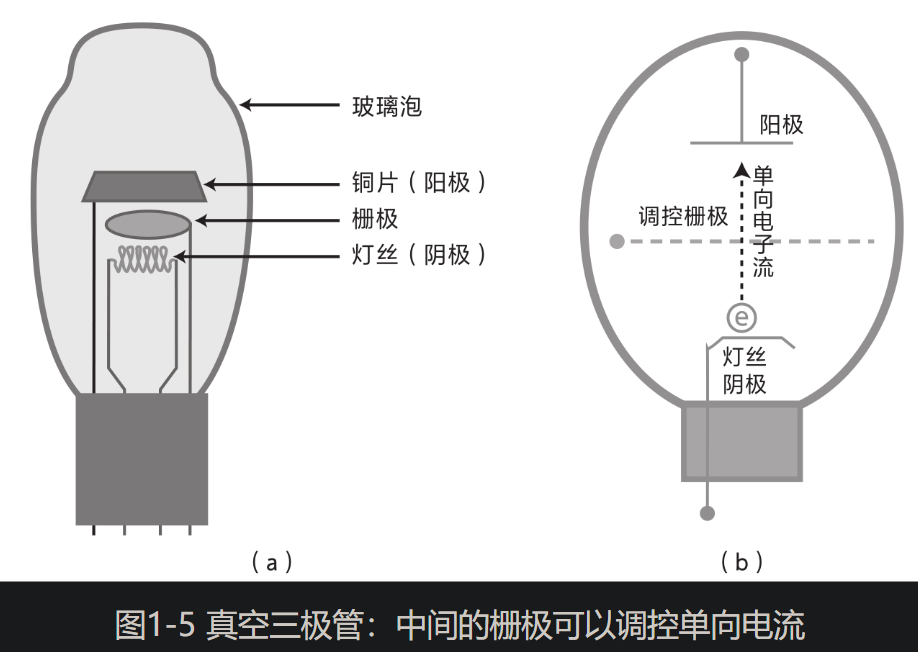 玻璃泡
铜片（阳极）
栅极
灯丝（阴极）
（a）
阳极
单向电子流
调控栅极
e
灯丝
阴极
（b）
图1-5 真空三极管：中间的栅极可以调控单向电流